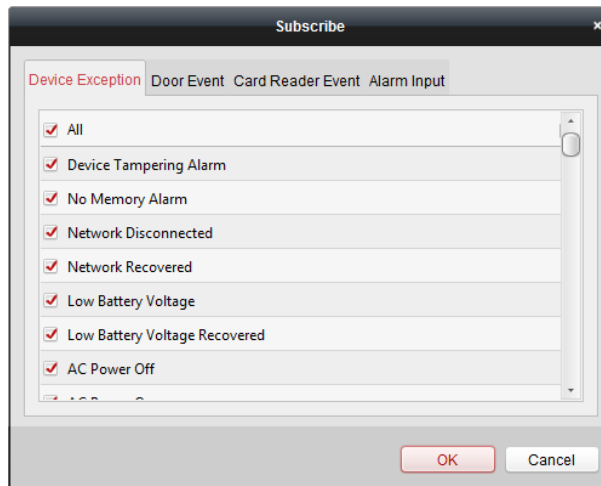 Subscribe
Device Exception Door Event Card Reader Event Alarm Input
All
Device Tampering Alarm
No Memory Alarm
Network Disconnected
Network Recovered
Low Battery Voltage
Low Battery Voltage Recovered
AC Power Off
OK Cancel